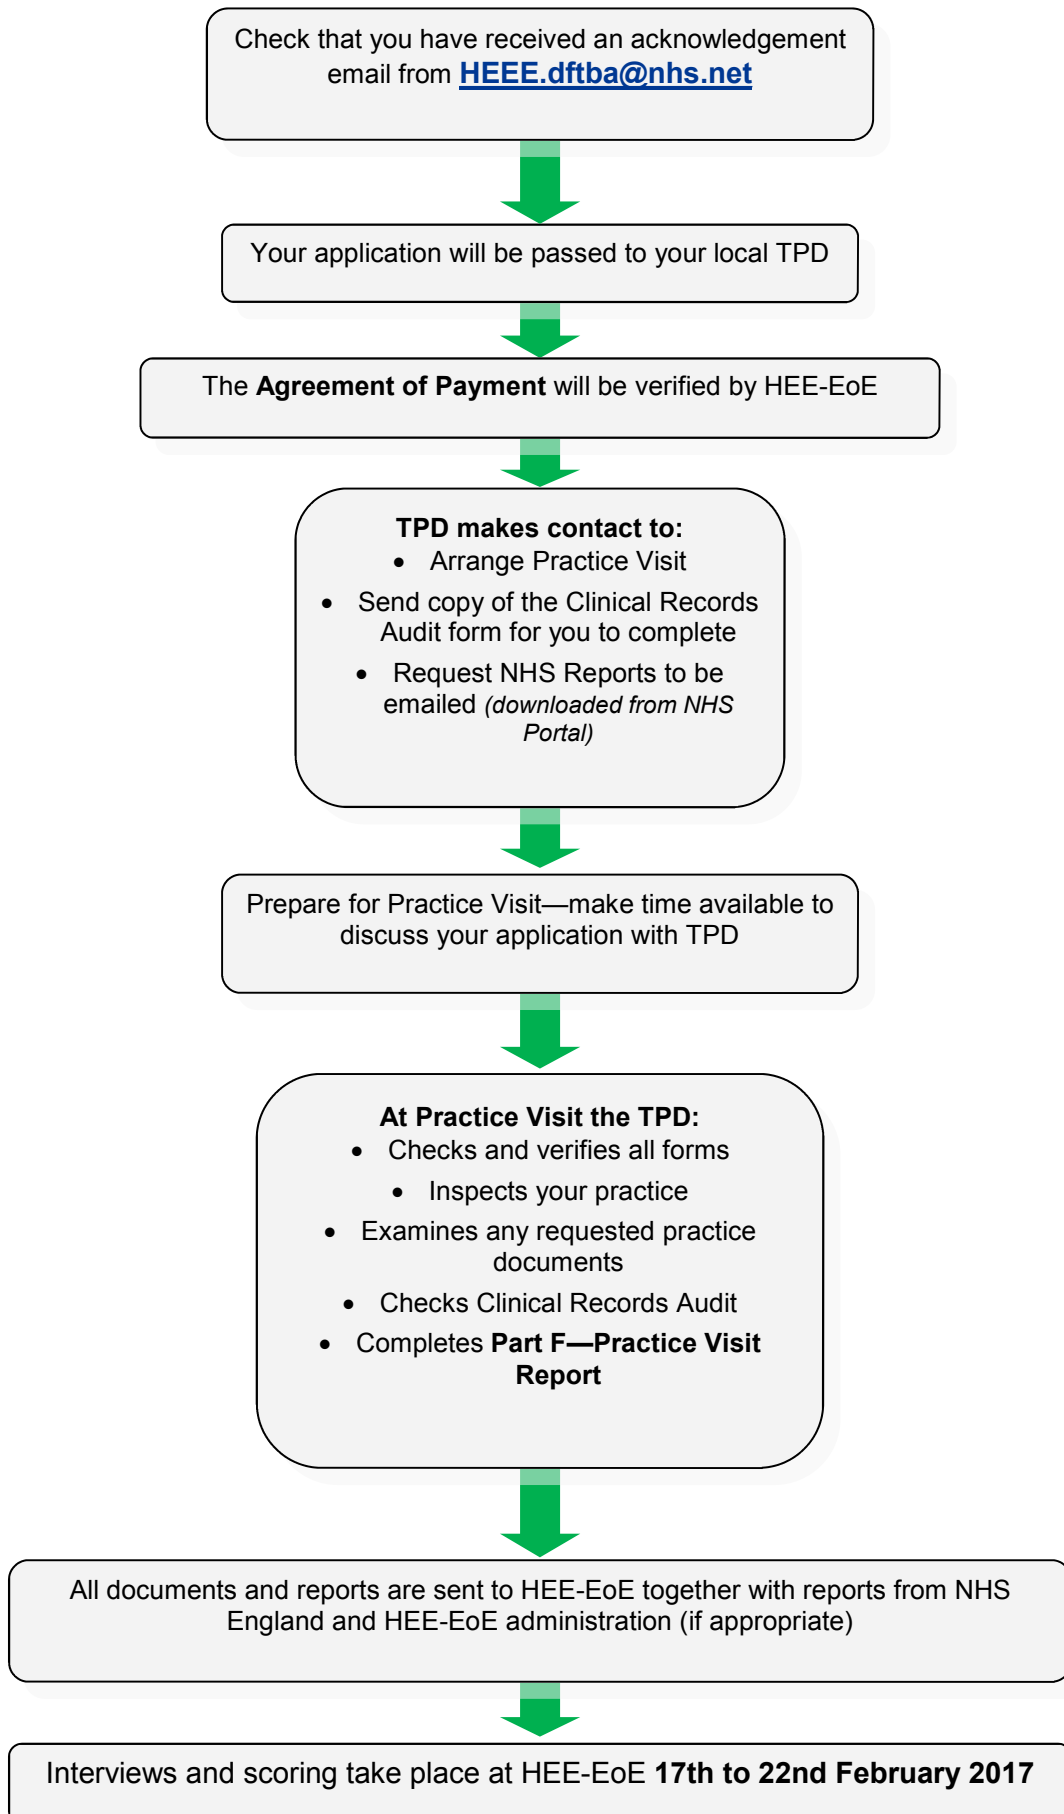 Check that you have received an acknowledgement
email from HEEE.dftba@nhs.net
Your application will be passed to your local TPD
The Agreement of Payment will be verified by HEE-EoE
TPD makes contact to:
• Arrange Practice Visit
• Send copy of the Clinical Records
Audit form for you to complete
• Request NHS Reports to be
emailed (downloaded from NHS
Portal)
Prepare for Practice Visit—make time available to
discuss your application with TPD
At Practice Visit the TPD:
• Checks and verifies all forms
• Inspects your practice
• Examines any requested practice
documents
• Checks Clinical Records Audit
• Completes Part F—Practice Visit
Report
All documents and reports are sent to HEE-EoE together with reports from NHS
England and HEE-EoE administration (if appropriate)
Interviews and scoring take place at HEE-EoE 17th to 22nd February 2017